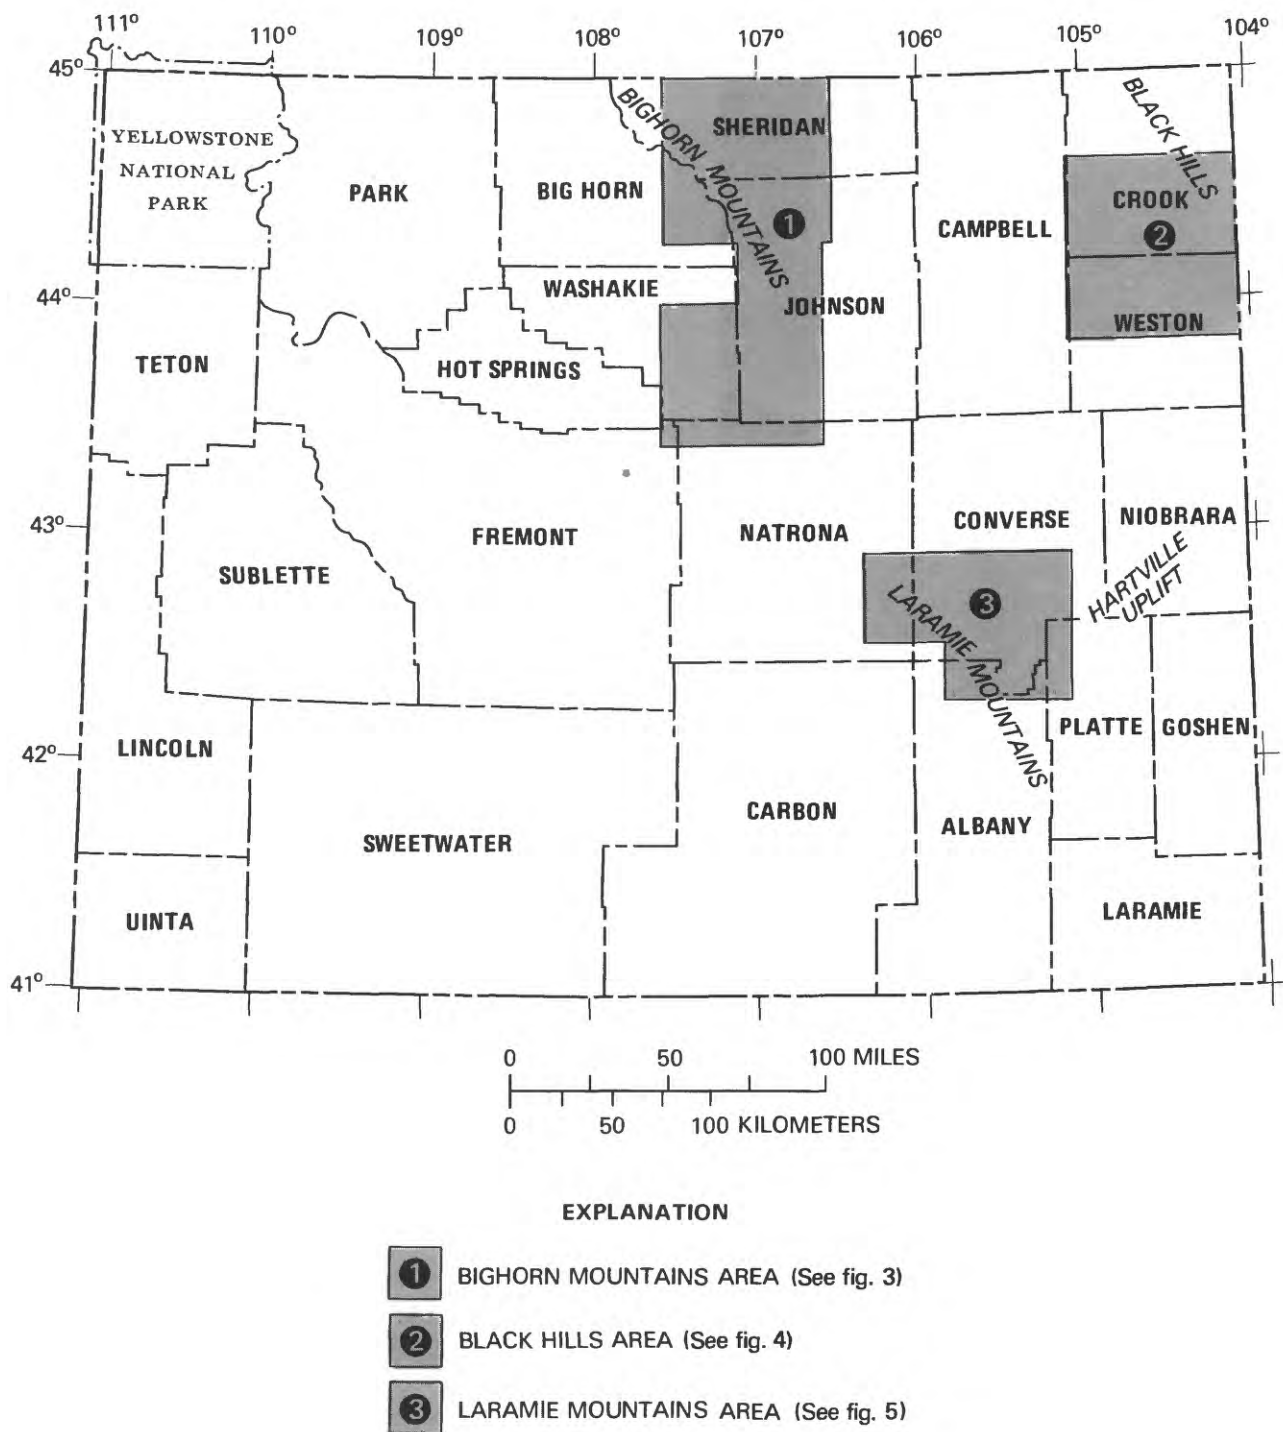 111° 110° 109° 108° 107° 106° 105° 104°
45°
YELLOWSTONE
NATIONAL
PARK
PARK
BIG HORN
BIGHORN MOUNTAINS
SHERIDAN
1
CAMPBELL
BLACK HILLS
CROOK
2
WESTON
44°
WASHAKIE
JOHNSON
TETON
HOT SPRINGS
43°
SUBLETTE
FREMONT
NATRONA
CONVERSE
NIOBRARA
HARTVILLE
UPLIFT
3
LARAMIE MOUNTAINS
42°
LINCOLN
SWEETWATER
CARBON
ALBANY
PLATTE
GOSHEN
UINTA
LARAMIE
41°
0 50 100 MILES
0 50 100 KILOMETERS
EXPLANATION
1 BIGHORN MOUNTAINS AREA (See fig. 3)
2 BLACK HILLS AREA (See fig. 4)
3 LARAMIE MOUNTAINS AREA (See fig. 5)